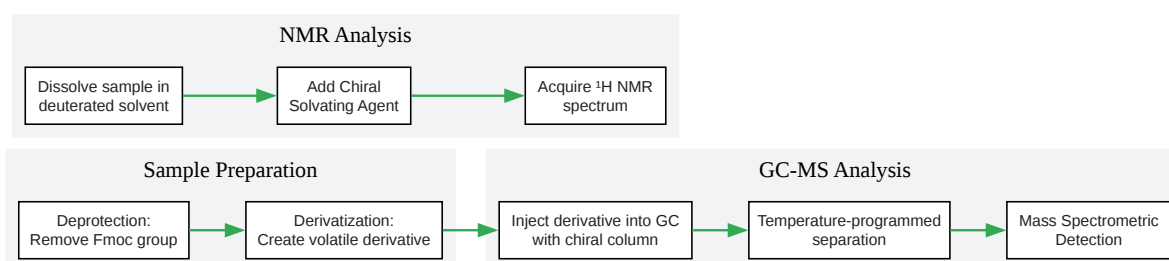 NMR Analysis
Dissolve sample in
deuterated solvent
Add Chiral
Solvating Agent
Acquire ¹H NMR
spectrum
Sample Preparation
Deprotection:
Remove Fmoc group
Derivatization:
Create volatile derivative
GC-MS Analysis
Inject derivative into GC
with chiral column
Temperature-programmed
separation
Mass Spectrometric
Detection